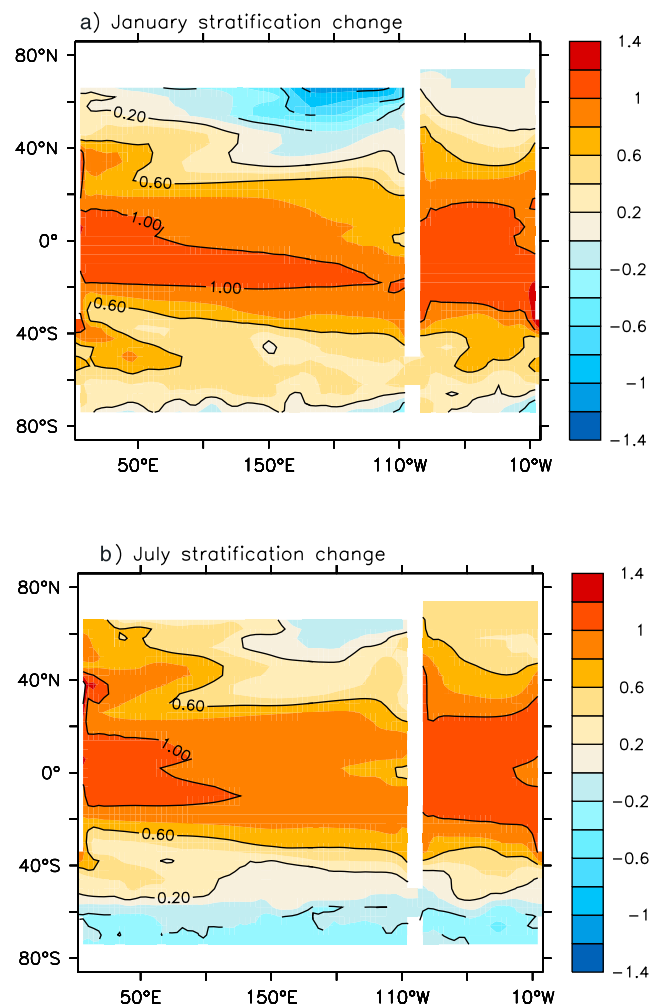 a) January stratification change
80°N
40°N
0°
40°S
80°S
50°E
150°E
110°W
10°W
0.20
0.60
1.00
1.00
0.60
1.4
1
0.6
0.2
−0.2
−0.6
−1
−1.4
b) July stratification change
80°N
40°N
0°
40°S
80°S
50°E
150°E
110°W
10°W
0.60
1.00
0.60
0.20
1.4
1
0.6
0.2
−0.2
−0.6
−1
−1.4